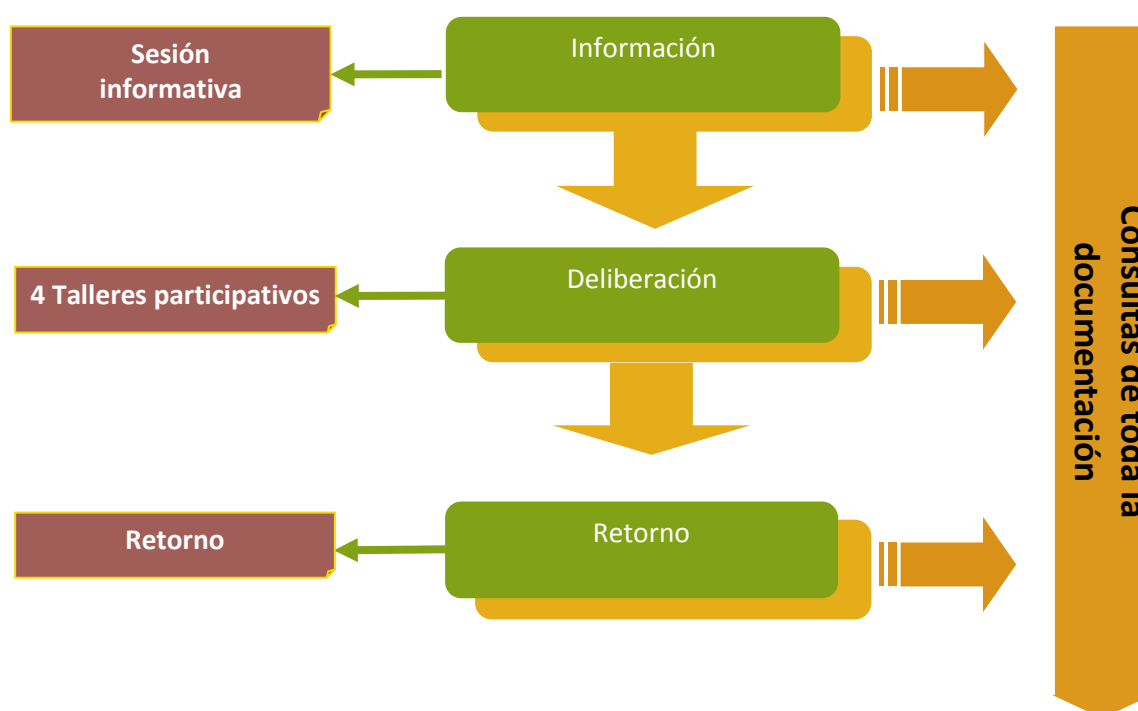 Sesión
informativa
Información
4 Talleres participativos
Deliberación
Retorno
Retorno
Consultas de toda la
documentación